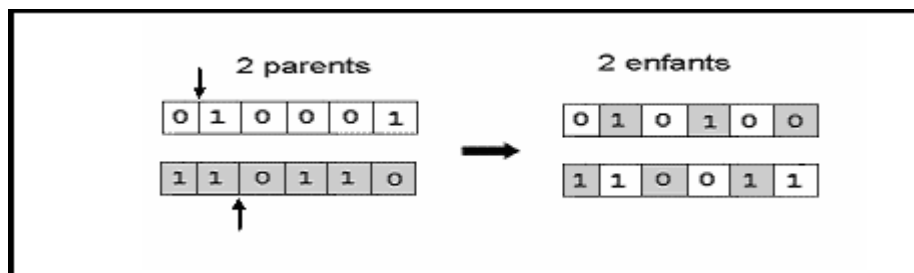 2 parents
2 enfants
0 1 0 0 0 1
0 1 0 1 0 0
1 1 0 1 1 0
1 1 0 0 1 1